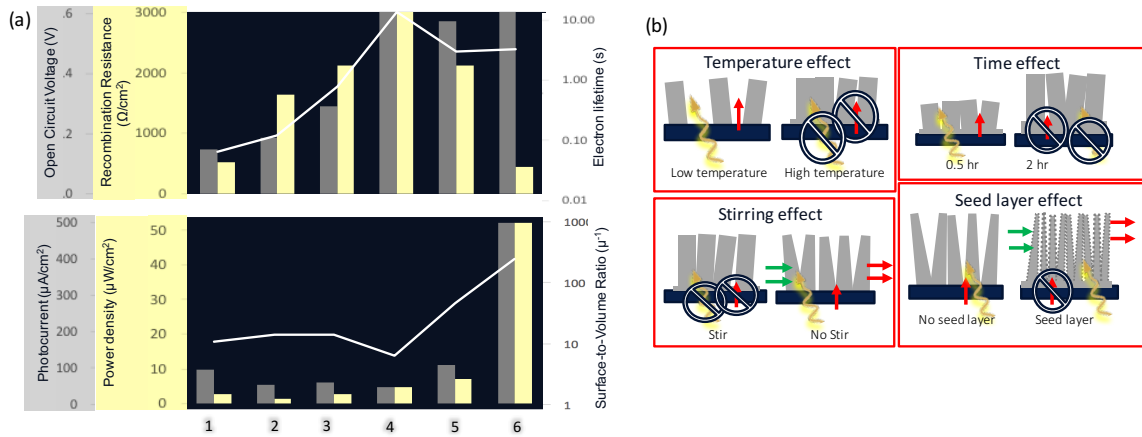 (a)
Open Circuit Voltage (V)
.6
.4
.2
.0
Recombination Resistance
(Ω/cm²)
3000
2000
1000
0
10.00
1.00
0.10
0.01
Electron lifetime (s)
Photocurrent (µA/cm²)
500
400
300
200
100
0
Power density (µW/cm²)
50
40
30
20
10
0
1000
100
10
1
Surface-to-Volume Ratio (µ⁻¹)
1 2 3 4 5 6
(b)
Temperature effect
Low temperature
High temperature
Time effect
0.5 hr
2 hr
Stirring effect
Stir
No Stir
Seed layer effect
No seed layer
Seed layer